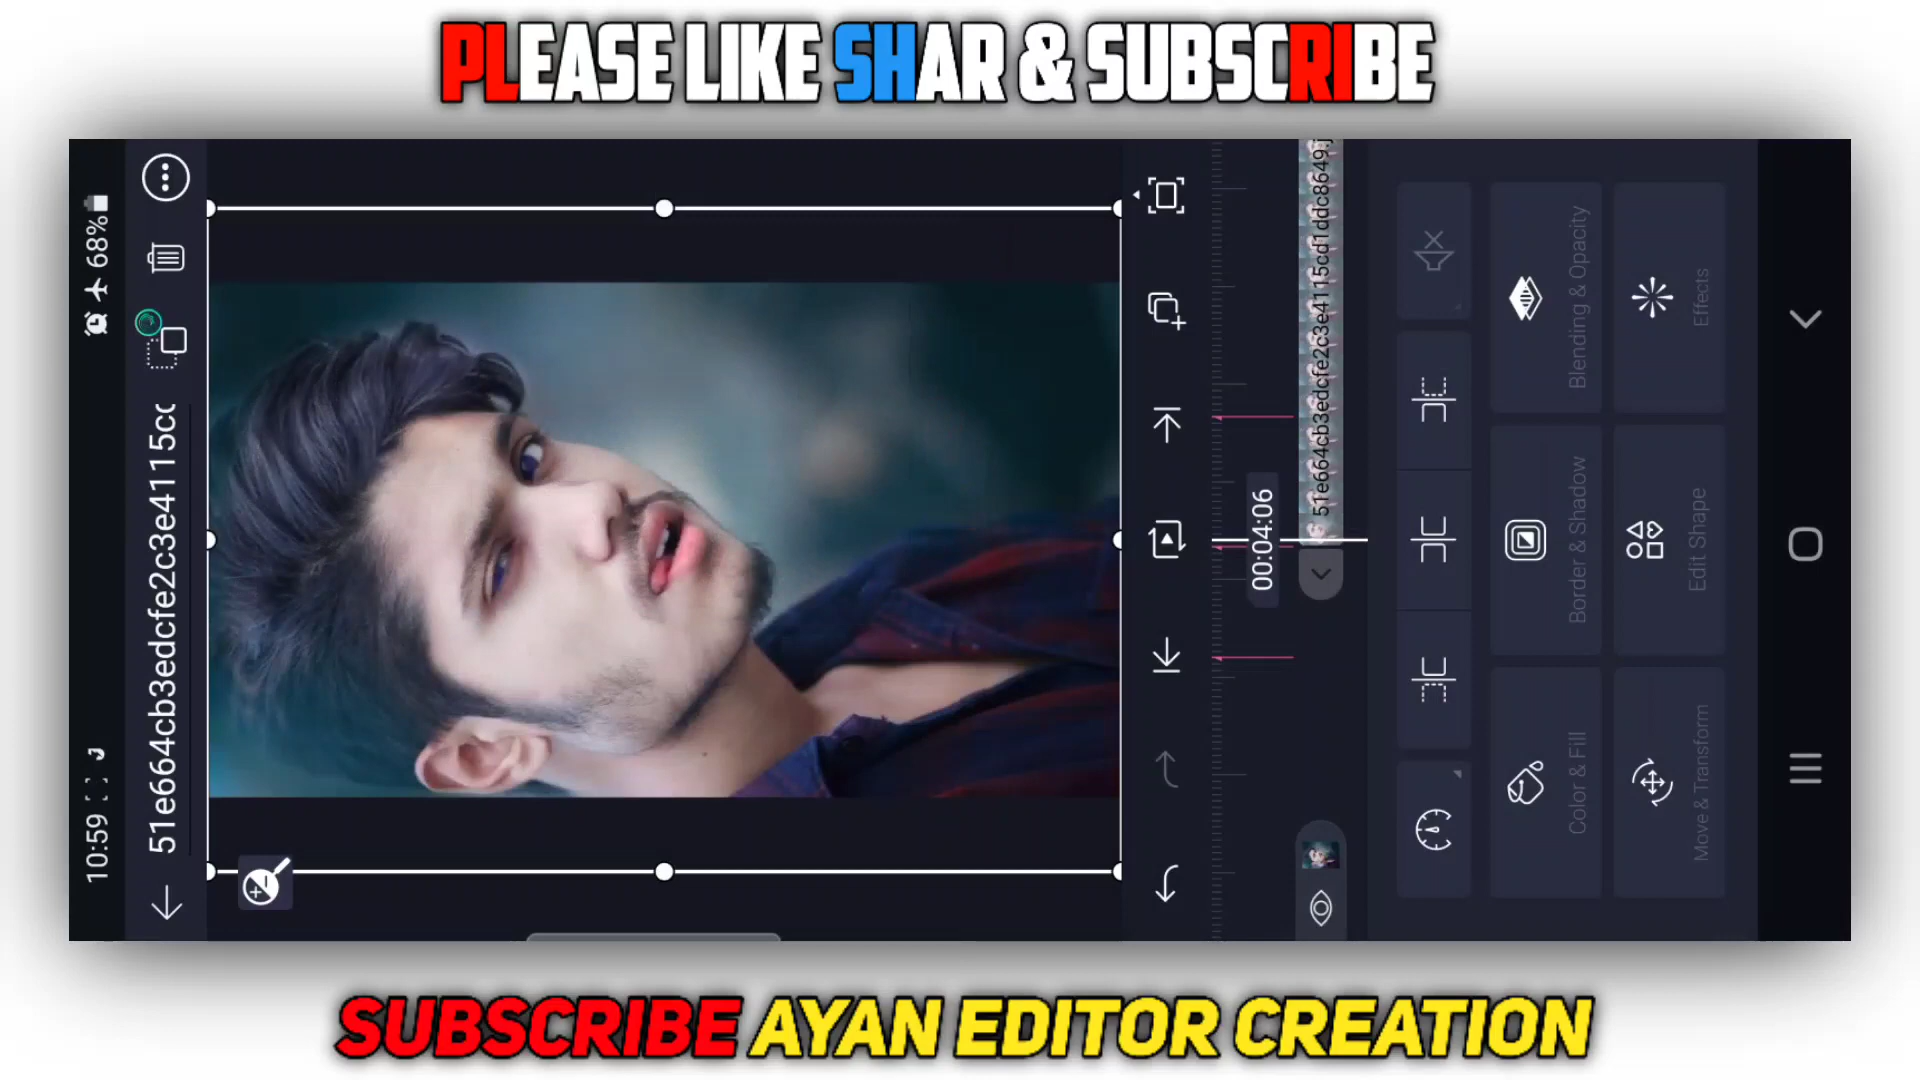 PLEASE LIKE SHAR & SUBSCRIBE
10:59
68%
51e664cb3edcfe2c3e4115cc
00:04:06
51e664cb3edcfe2c3e4115cd1ddc8649.j
Color & Fill
Border & Shadow
Blending & Opacity
Move & Transform
Edit Shape
Effects
SUBSCRIBE AYAN EDITOR CREATION